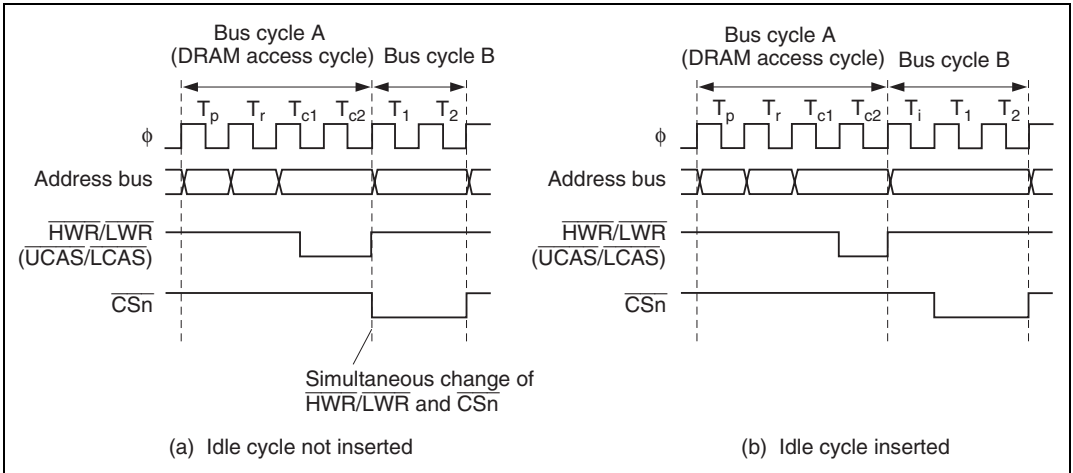 Bus cycle A
(DRAM access cycle) Bus cycle B
Tp Tr Tc1 Tc2 T1 T2
ϕ
Address bus
HWR/LWR
(UCAS/LCAS)
CSn
Simultaneous change of
HWR/LWR and CSn
(a) Idle cycle not inserted
Bus cycle A
(DRAM access cycle) Bus cycle B
Tp Tr Tc1 Tc2 Ti T1 T2
ϕ
Address bus
HWR/LWR
(UCAS/LCAS)
CSn
(b) Idle cycle inserted